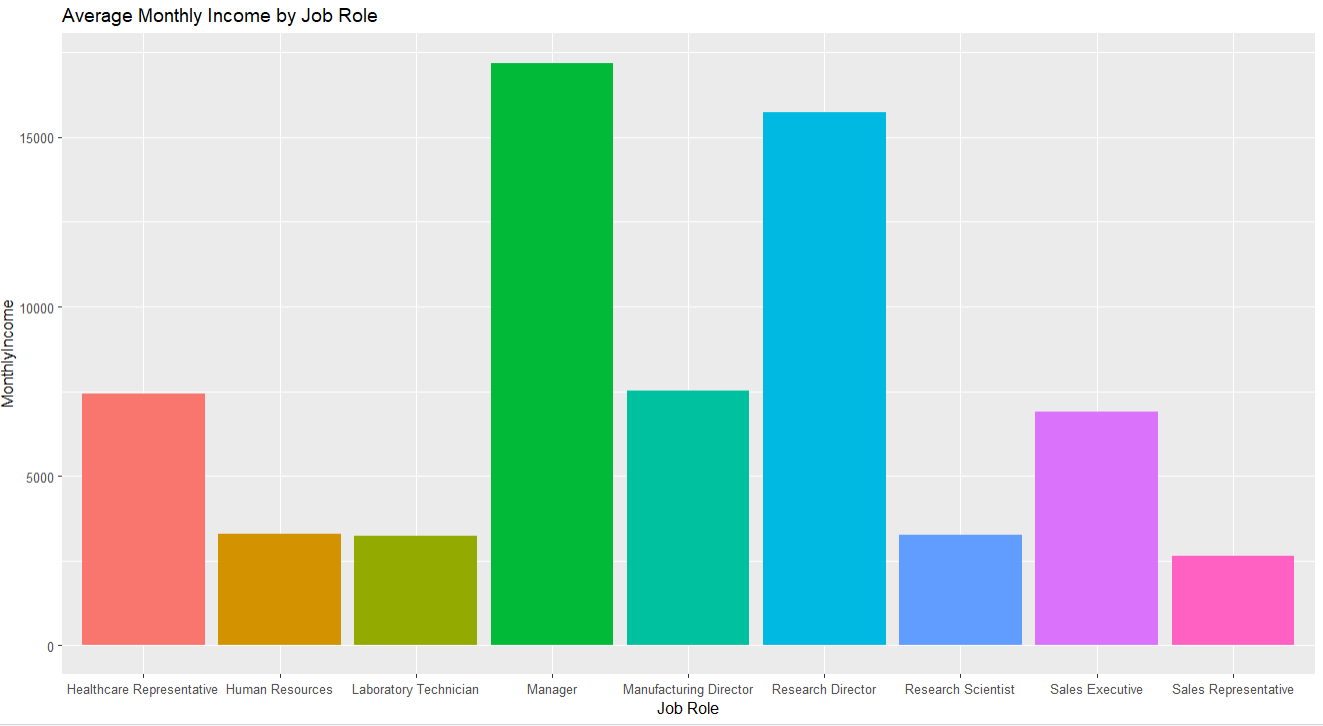 Average Monthly Income by Job Role
MonthlyIncome
15000
10000
5000
0
Healthcare Representative Human Resources Laboratory Technician Manager Manufacturing Director Research Director Research Scientist Sales Executive Sales Representative
Job Role